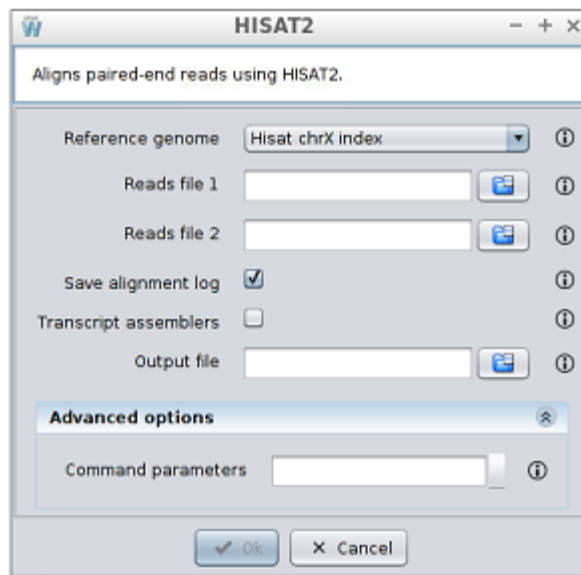 HISAT2
Aligns paired-end reads using HISAT2.
Reference genome Hisat chrX index
Reads file 1
Reads file 2
Save alignment log
Transcript assemblers
Output file
Advanced options
Command parameters
Ok Cancel